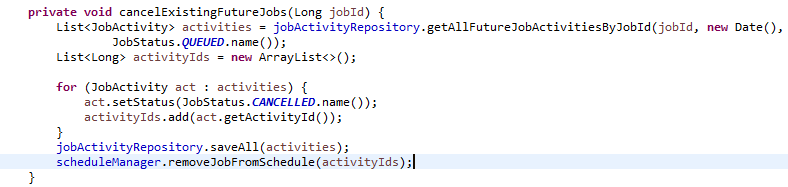 private void cancelExistingFutureJobs(Long jobId) {
    List<JobActivity> activities = jobActivityRepository.getAllFutureJobActivitiesByJobId(jobId, new Date(),
            JobStatus.QUEUED.name());
    List<Long> activityIds = new ArrayList<>();

    for (JobActivity act : activities) {
        act.setStatus(JobStatus.CANCELLED.name());
        activityIds.add(act.getActivityId());
    }
    jobActivityRepository.saveAll(activities);
    scheduleManager.removeJobFromSchedule(activityIds);
}